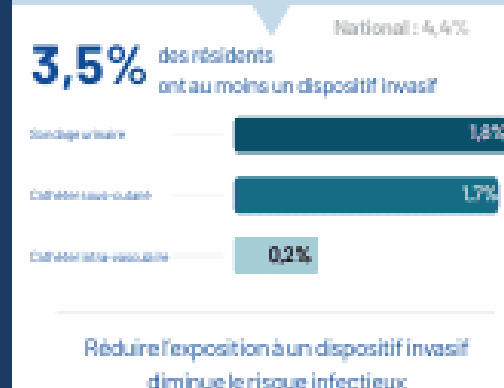 National : 4,4%
3,5% des résidents
ont au moins un dispositif invasif
Sondage urinaire 1,8%
Cathéter sous-cutané 1,7%
Cathéter intra-vasculaire 0,2%
Réduire l'exposition à un dispositif invasif
diminue le risque infectieux